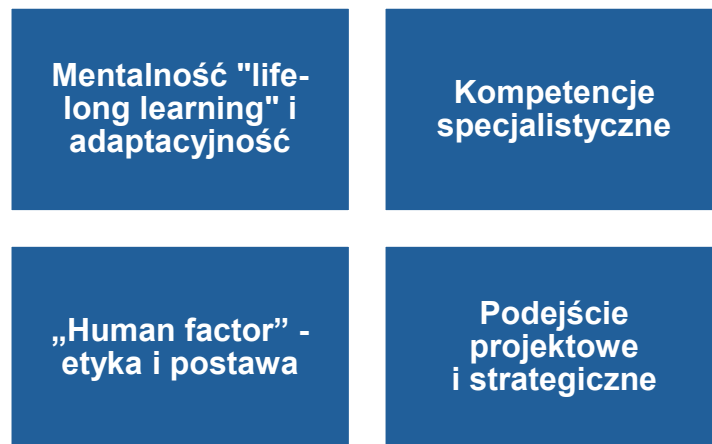 Mentalność "life-
long learning" i
adaptacyjność
Kompetencje
specjalistyczne
„Human factor” -
etyka i postawa
Podejście
projektowe
i strategiczne